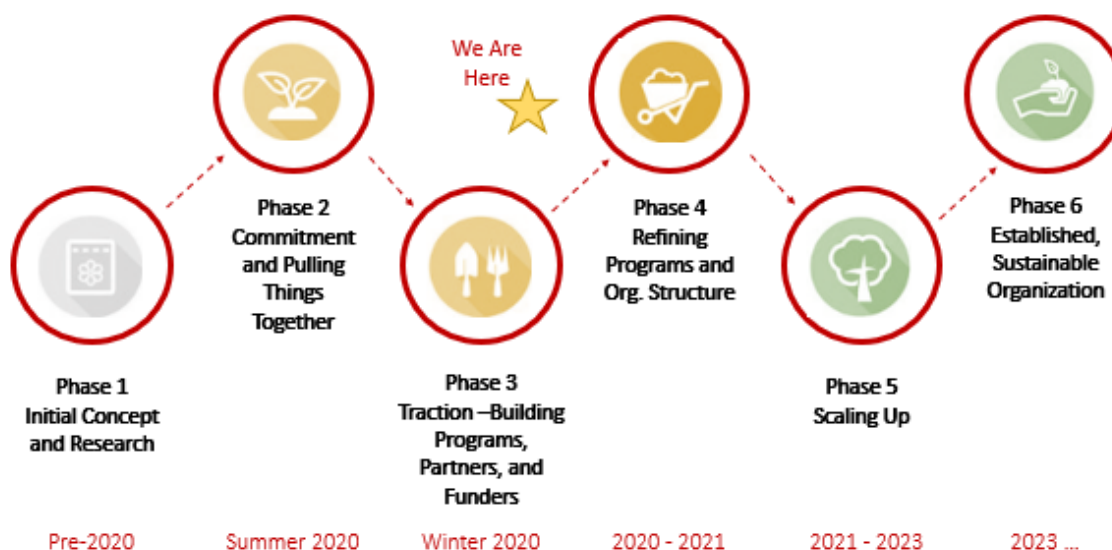 We Are
Here
Phase 1
Initial Concept
and Research
Phase 2
Commitment
and Pulling
Things
Together
Phase 3
Traction –Building
Programs,
Partners, and
Funders
Phase 4
Refining
Programs and
Org. Structure
Phase 5
Scaling Up
Phase 6
Established,
Sustainable
Organization
Pre-2020
Summer 2020
Winter 2020
2020 - 2021
2021 - 2023
2023 ...